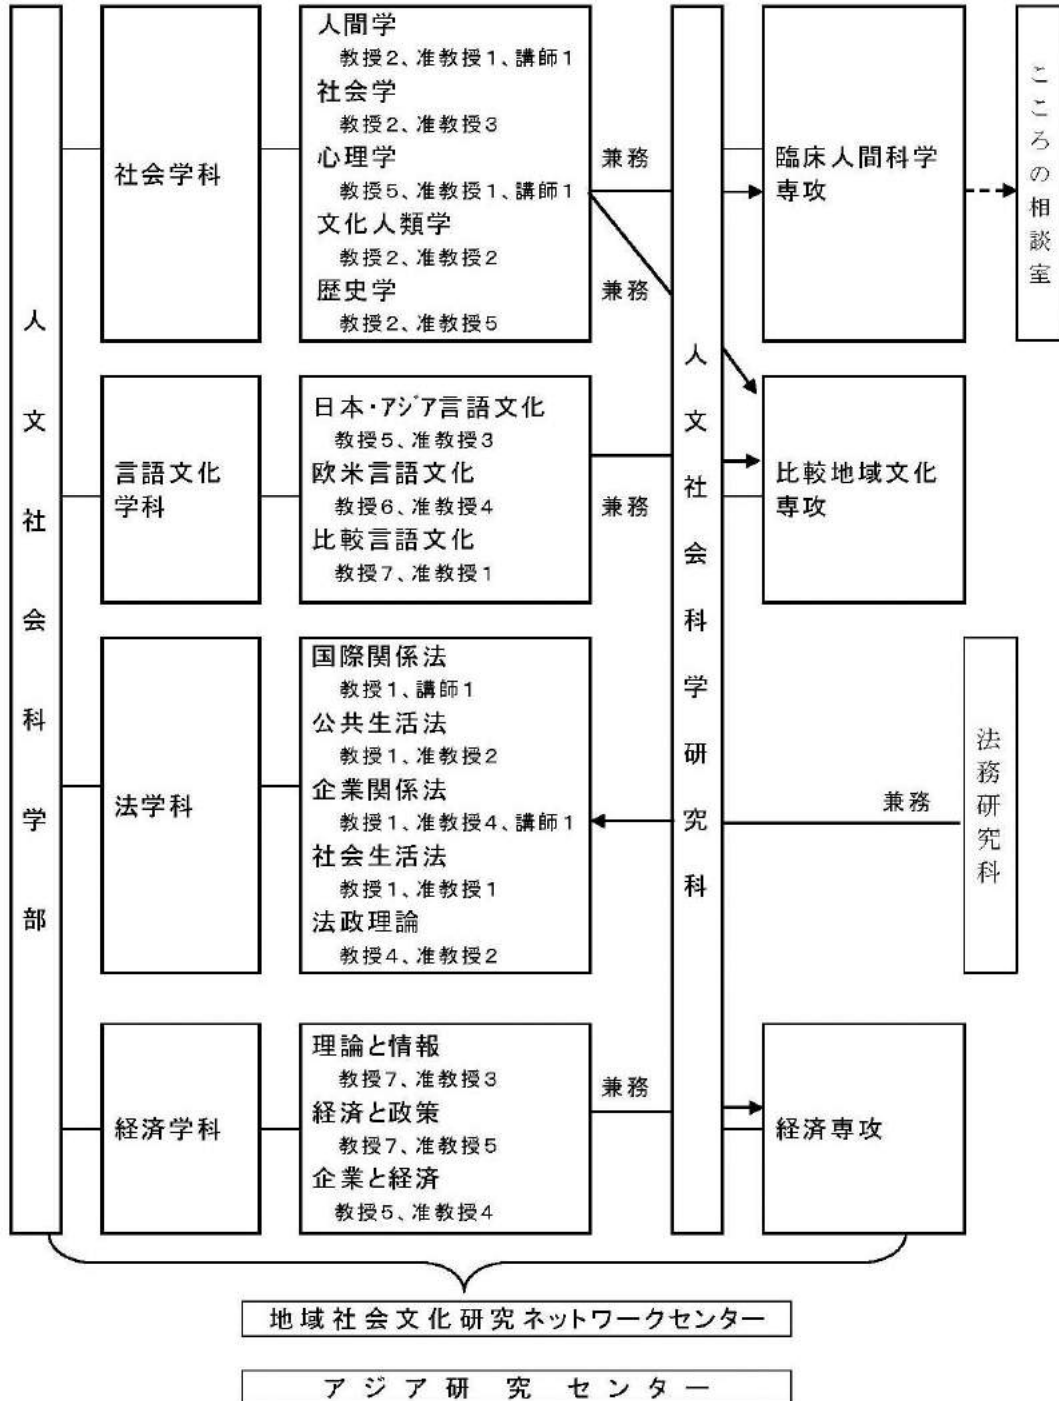 人文社会科学部
社会学科
人間学
教授2、准教授1、講師1
社会学
教授2、准教授3
心理学
教授5、准教授1、講師1
文化人類学
教授2、准教授2
歴史学
教授2、准教授5
兼務
兼務
人文社会科学研究科
臨床人間科学
専攻
こころの相談室
言語文化
学科
日本・アジア言語文化
教授5、准教授3
欧米言語文化
教授6、准教授4
比較言語文化
教授7、准教授1
兼務
比較地域文化
専攻
法学科
国際関係法
教授1、講師1
公共生活法
教授1、准教授2
企業関係法
教授1、准教授4、講師1
社会生活法
教授1、准教授1
法政理論
教授4、准教授2
兼務
法務研究科
経済学科
理論と情報
教授7、准教授3
経済と政策
教授7、准教授5
企業と経済
教授5、准教授4
兼務
経済専攻
地域社会文化研究ネットワークセンター
アジア研究センター